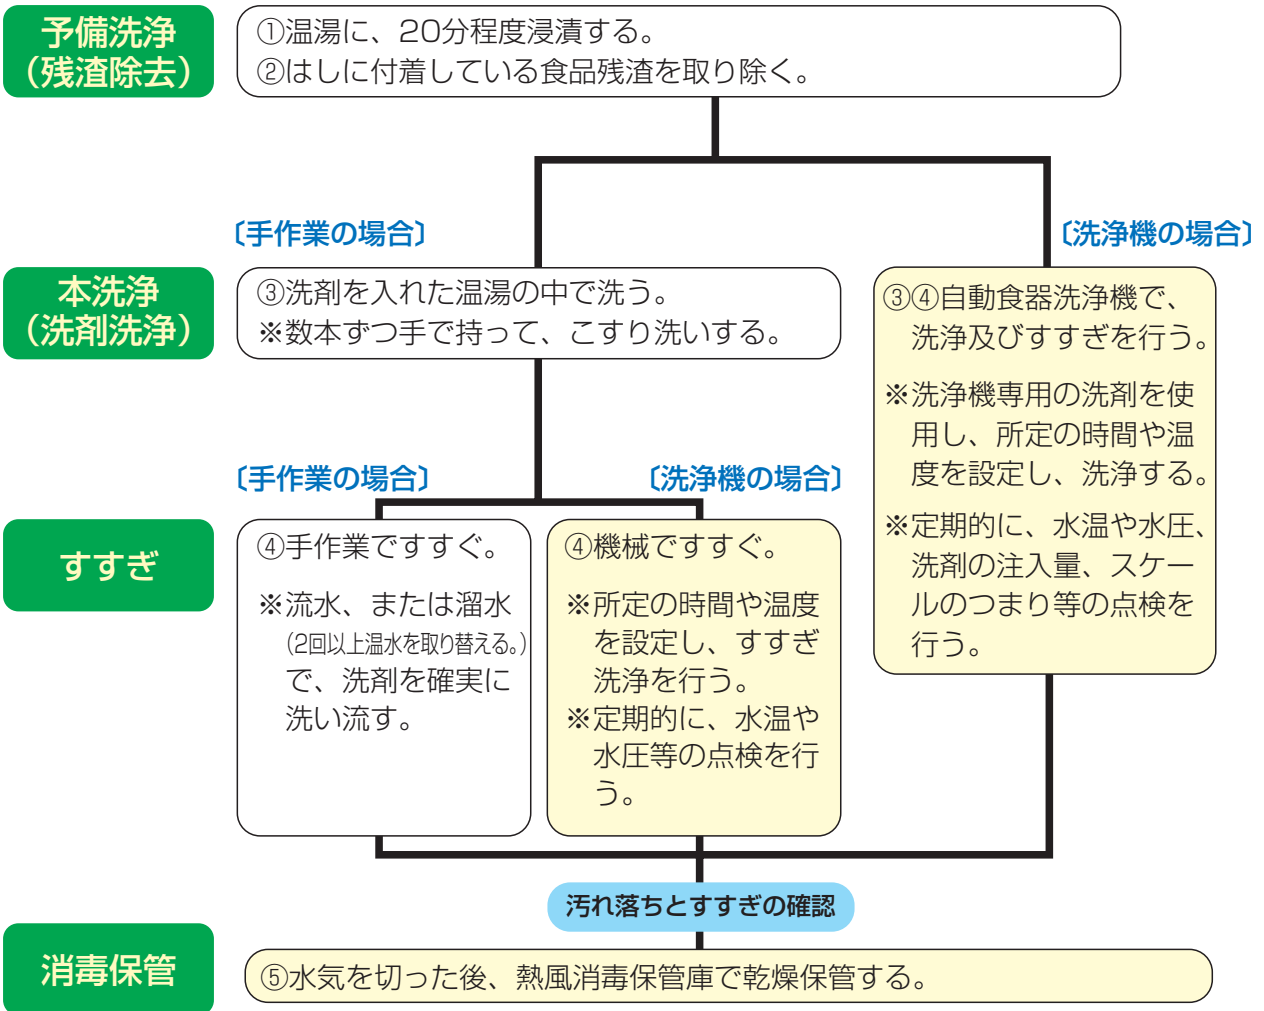 予備洗浄
(残渣除去)
①温湯に、20分程度浸漬する。
②はしに付着している食品残渣を取り除く。
〔手作業の場合〕
〔洗浄機の場合〕
本洗浄
(洗剤洗浄)
③洗剤を入れた温湯の中で洗う。
※数本ずつ手で持って、こすり洗いする。
③④自動食器洗浄機で、
洗浄及びすすぎを行う。
※洗浄機専用の洗剤を使
用し、所定の時間や温
度を設定し、洗浄する。
※定期的に、水温や水圧、
洗剤の注入量、スケー
ルのつまり等の点検を
行う。
〔手作業の場合〕
〔洗浄機の場合〕
すすぎ
④手作業ですすぐ。
※流水、または溜水
(2回以上温水を取り替える。)
で、洗剤を確実に
洗い流す。
④機械ですすぐ。
※所定の時間や温度
を設定し、すすぎ
洗浄を行う。
※定期的に、水温や
水圧等の点検を行
う。
汚れ落ちとすすぎの確認
消毒保管
⑤水気を切った後、熱風消毒保管庫で乾燥保管する。